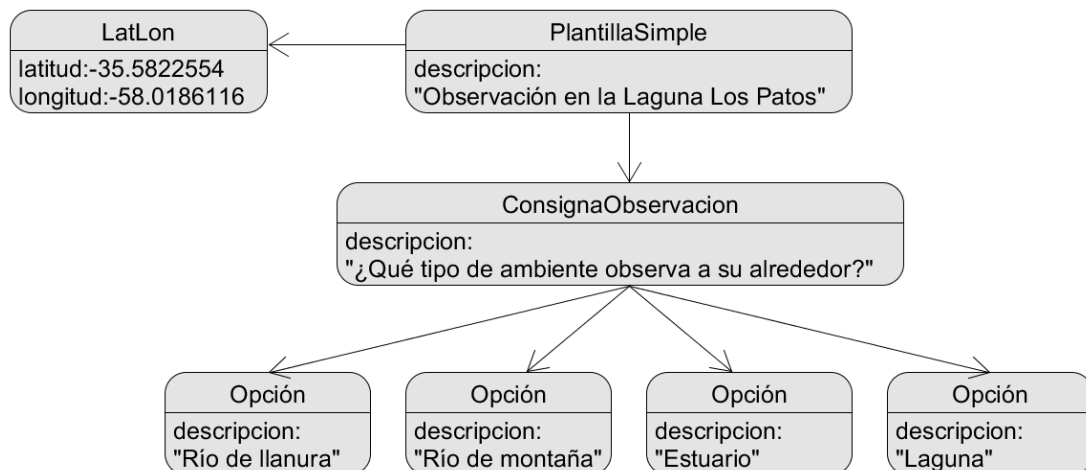 LatLon
latitud:-35.5822554
longitud:-58.0186116
PlantillaSimple
descripcion:
"Observación en la Laguna Los Patos"
ConsignaObservacion
descripcion:
"¿Qué tipo de ambiente observa a su alrededor?"
Opción
descripcion:
"Río de llanura"
Opción
descripcion:
"Río de montaña"
Opción
descripcion:
"Estuario"
Opción
descripcion:
"Laguna"